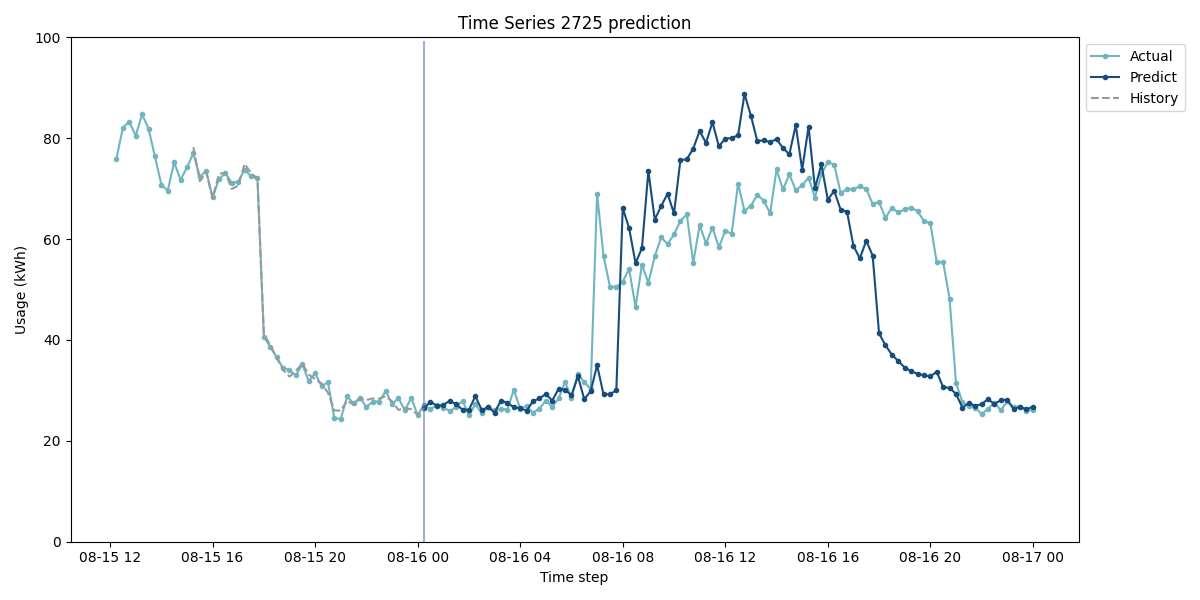 Time Series 2725 prediction
100
80
60
40
20
0
Usage (kWh)
08-15 12
08-15 16
08-15 20
08-16 00
08-16 04
08-16 08
08-16 12
08-16 16
08-16 20
08-17 00
Time step
Actual
Predict
History